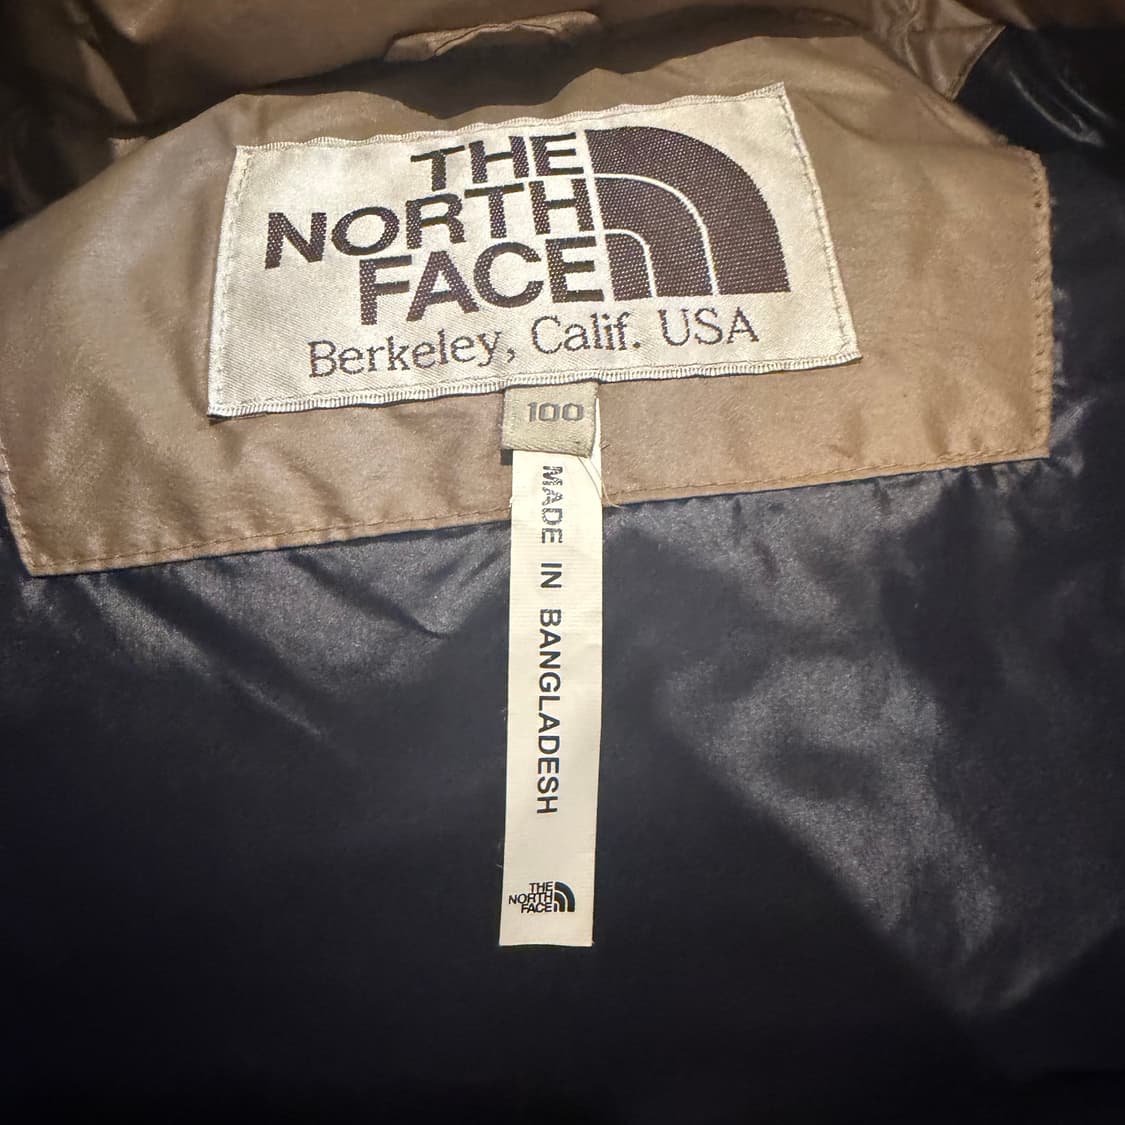 THE
NORTH
FACE
Berkeley, Calif. USA
100
MADE IN BANGLADESH
THE
NORTH
FACE